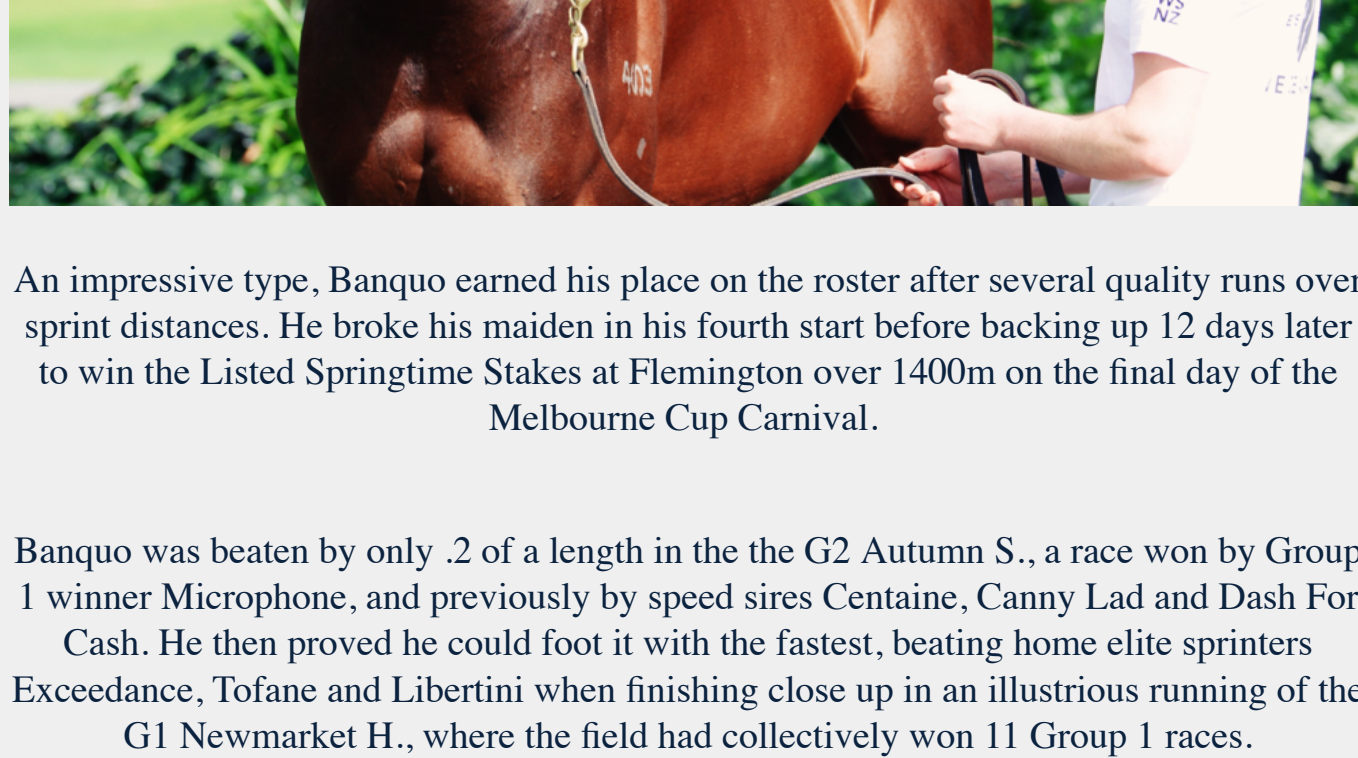 WS
NZ
ES
403
An impressive type, Banquo earned his place on the roster after several quality runs over
sprint distances. He broke his maiden in his fourth start before backing up 12 days later
to win the Listed Springtime Stakes at Flemington over 1400m on the final day of the
Melbourne Cup Carnival.
Banquo was beaten by only .2 of a length in the the G2 Autumn S., a race won by Group
1 winner Microphone, and previously by speed sires Centaine, Canny Lad and Dash For
Cash. He then proved he could foot it with the fastest, beating home elite sprinters
Exceedance, Tofane and Libertini when finishing close up in an illustrious running of the
G1 Newmarket H., where the field had collectively won 11 Group 1 races.